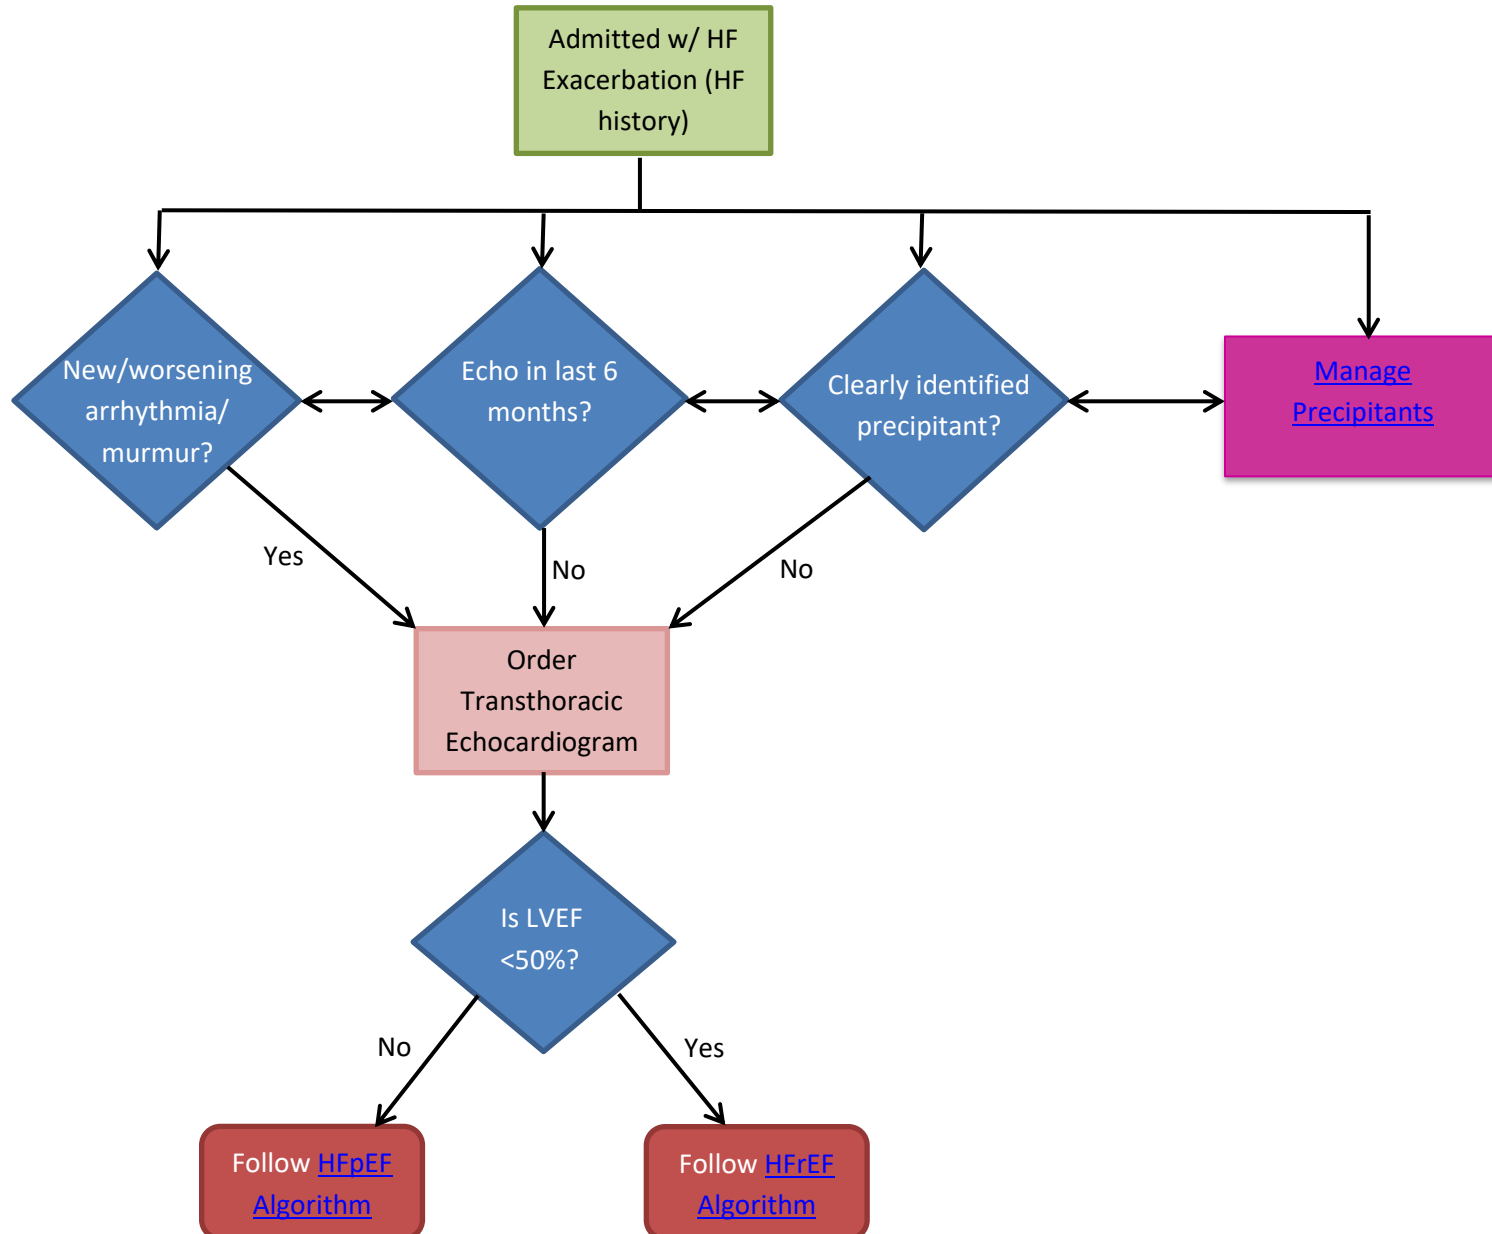 Admitted w/ HF
Exacerbation (HF
history)
New/worsening
arrhythmia/
murmur?
Echo in last 6
months?
Clearly identified
precipitant?
Manage
Precipitants
Yes
No
No
Order
Transthoracic
Echocardiogram
Is LVEF
<50%?
No
Yes
Follow HFpEF
Algorithm
Follow HFrEF
Algorithm